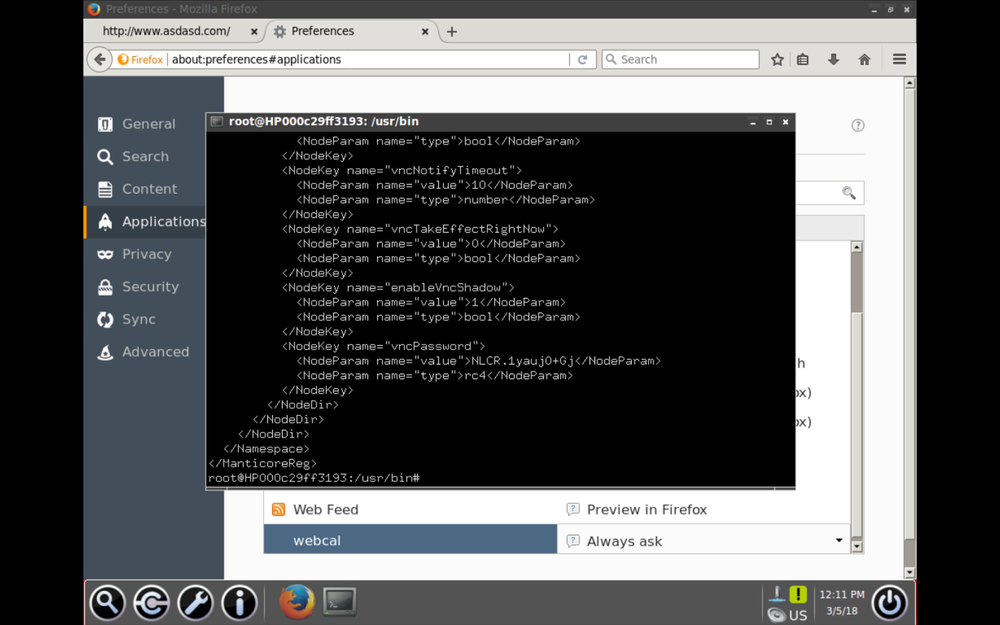 Preferences - Mozilla Firefox
http://www.asdasd.com/
Preferences
Firefox
about:preferences#applications
Search
General
Search
Content
Applications
Privacy
Security
Sync
Advanced
root@HP000c29ff3193: /usr/bin
<NodeParam name="type">bool</NodeParam>
</NodeKey>
<NodeKey name="vncNotifyTimeout">
<NodeParam name="value">10</NodeParam>
<NodeParam name="type">number</NodeParam>
</NodeKey>
<NodeKey name="vncTakeEffectRightNow">
<NodeParam name="value">0</NodeParam>
<NodeParam name="type">bool</NodeParam>
</NodeKey>
<NodeKey name="enableVncShadow">
<NodeParam name="value">1</NodeParam>
<NodeParam name="type">bool</NodeParam>
</NodeKey>
<NodeKey name="vncPassword">
<NodeParam name="value">NLCR.1yauj0+Gj</NodeParam>
<NodeParam name="type">rc4</NodeParam>
</NodeKey>
</NodeDir>
</NodeDir>
</NodeDir>
</Namespace>
</ManticoreReg>
root@HP000c29ff3193:/usr/bin#
h
ox)
ox)
Web Feed
Preview in Firefox
webcal
Always ask
12:11 PM
US
3/5/18